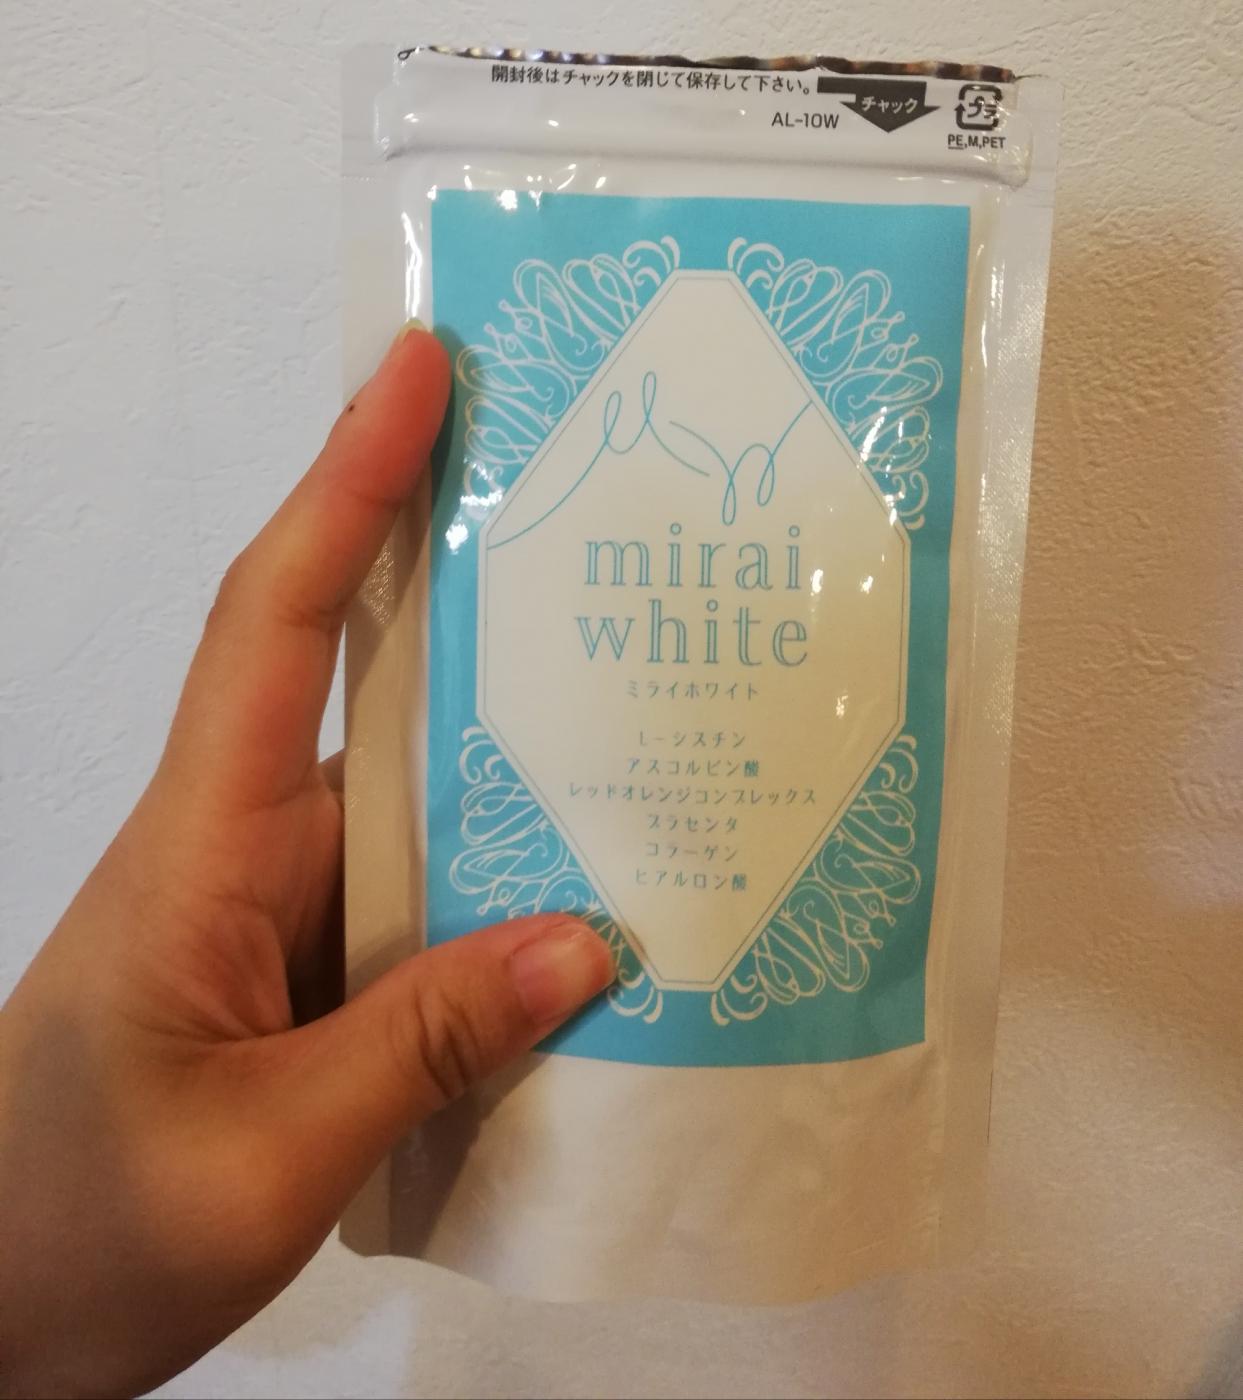 開封後はチャックを閉じて保存して下さい。
チャック
AL-10W
プラ
PE,M,PET
mirai
white
ミライホワイト
L-シスチン
アスコルビン酸
レッドオレンジコンプレックス
プラセンタ
コラーゲン
ヒアルロン酸